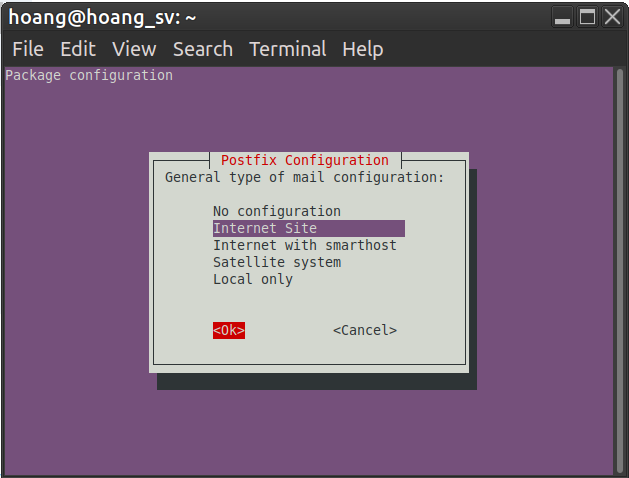 hoang@hoang_sv: ~
File Edit View Search Terminal Help
Package configuration
Postfix Configuration
General type of mail configuration:
No configuration
Internet Site
Internet with smarthost
Satellite system
Local only
<Ok> <Cancel>